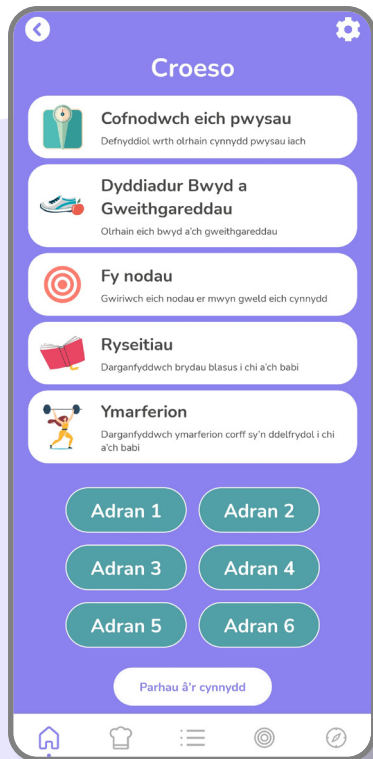 Croeso
Cofnodwch eich pwysau
Defnyddiol wrth olrhain cynnydd pwysau iach
Dyddiadur Bwyd a
Gweithgareddau
Olrhain eich bwyd a'ch gweithgareddau
Fy nodau
Gwiriwch eich nodau er mwyn gweld eich cynnydd
Ryseitiau
Darganfyddwch brydau blasus i chi a'ch babi
Ymarferion
Darganfyddwch ymarferion corff sy'n ddelfrydol i chi
a'ch babi
Adran 1
Adran 2
Adran 3
Adran 4
Adran 5
Adran 6
Parhau â'r cynnydd